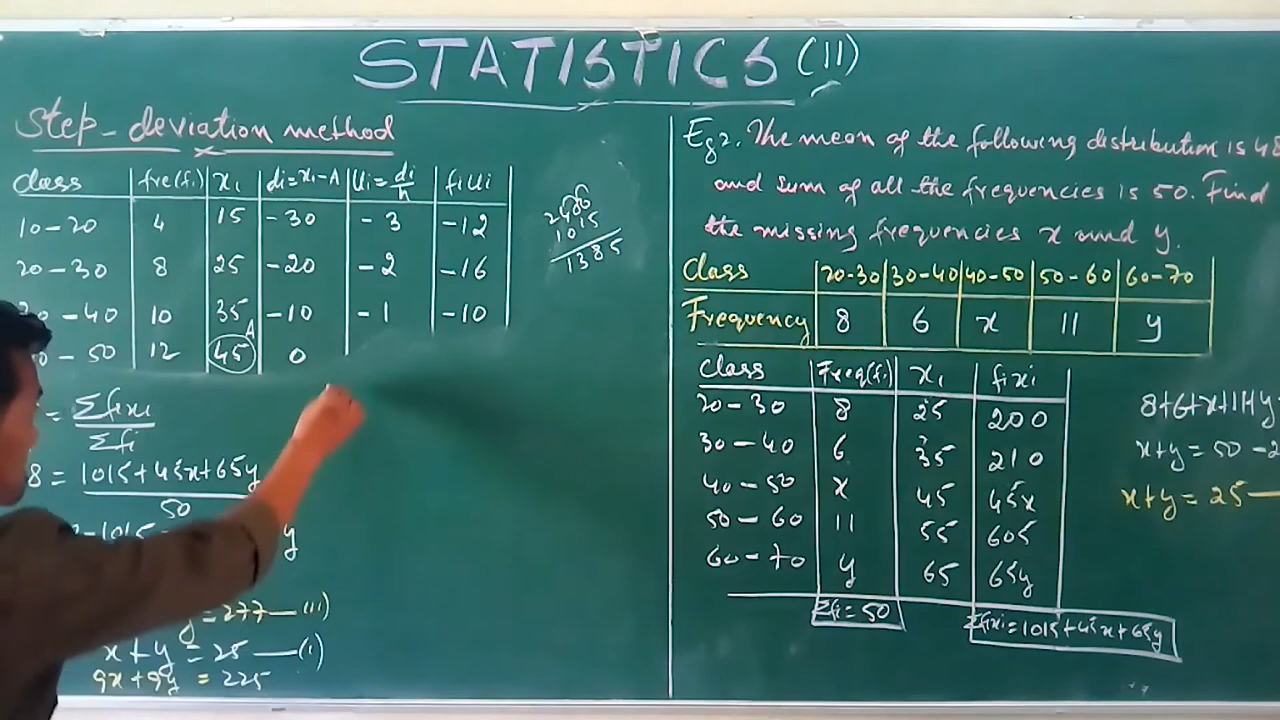 STATISTICS (11)
Step-deviation method
class fre(fi) xi di=xi-A Ui=di/h fiui
10-20 4 15 -30 -3 -12
20-30 8 25 -20 -2 -16
30-40 10 35 -10 -1 -10
-50 12 45 A 0
= Σfixi/Σfi
8 = 1015+45x+65y/50
-1015
y
y=277—(11)
x+y=25—(1)
9x+9y=225
1015
1385
Eg2. The mean of the following distribution is 48
and sum of all the frequencies is 50. Find
the missing frequencies x and y.
Class 20-30 30-40 40-50 50-60 60-70
Frequency 8 6 x 11 y
Class Freq(fi) xi fixi
20-30 8 25 200
30-40 6 35 210
40-50 x 45 45x
50-60 11 55 605
60-70 y 65 65y
Σfi=50 Σfixi=1015+45x+65y
8+6+x+11+y
x+y=50-2
x+y=25—